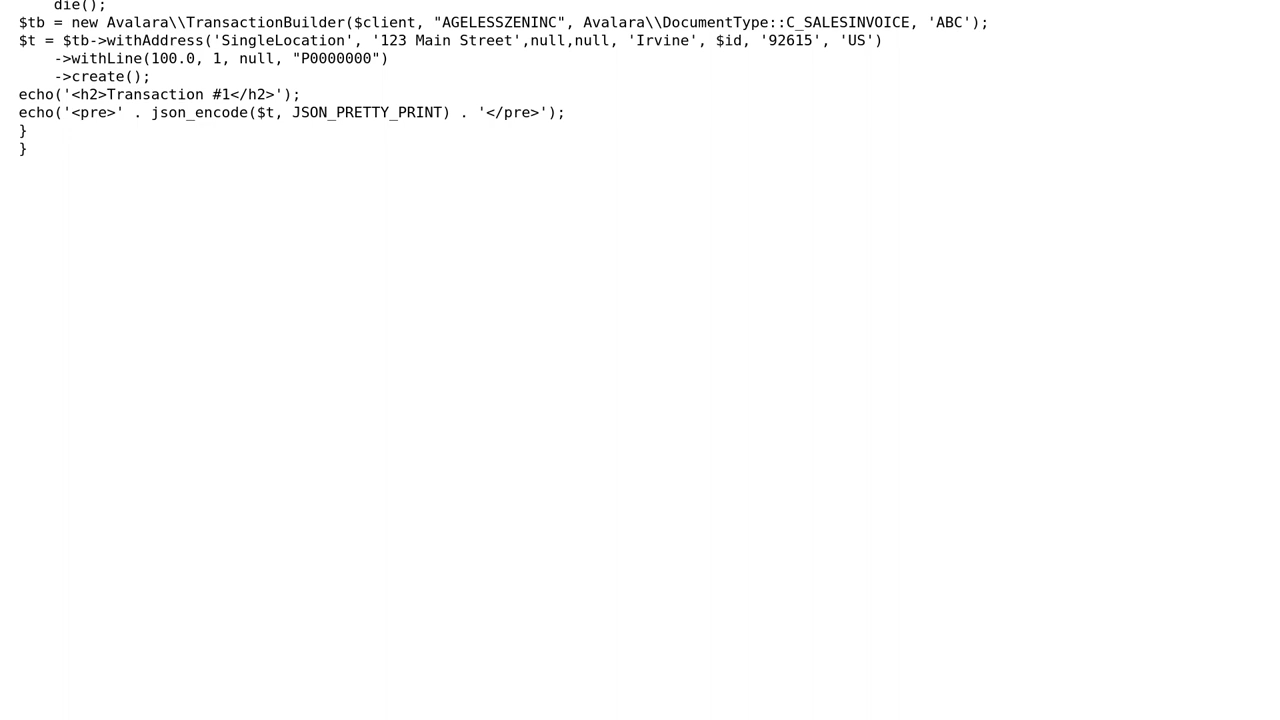 die();
$tb = new Avalara\\TransactionBuilder($client, "AGELESSZENINC", Avalara\\DocumentType::C_SALESINVOICE, 'ABC');
$t = $tb->withAddress('SingleLocation', '123 Main Street',null,null, 'Irvine', $id, '92615', 'US')
    ->withLine(100.0, 1, null, "P0000000")
    ->create();
echo('<h2>Transaction #1</h2>');
echo('<pre>' . json_encode($t, JSON_PRETTY_PRINT) . '</pre>');
}
}